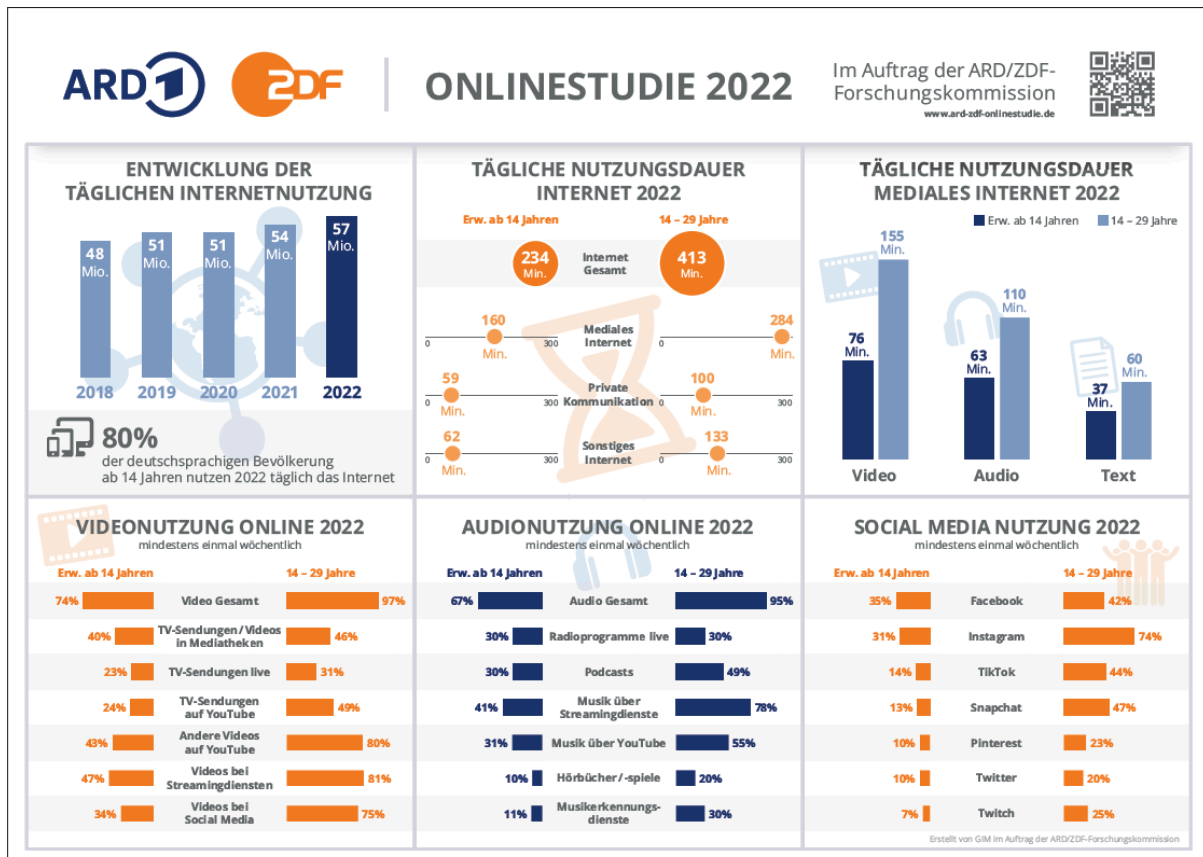 ARD 1
ZDF
ONLINESTUDIE 2022
Im Auftrag der ARD/ZDF-
Forschungskommission
www.ard-zdf-onlinestudie.de
ENTWICKLUNG DER
TÄGLICHEN INTERNETNUTZUNG
48 Mio.
51 Mio.
51 Mio.
54 Mio.
57 Mio.
2018 2019 2020 2021 2022
80%
der deutschsprachigen Bevölkerung
ab 14 Jahren nutzen 2022 täglich das Internet
TÄGLICHE NUTZUNGSDAUER
INTERNET 2022
Erw. ab 14 Jahren 14 – 29 Jahre
234 Min. Internet Gesamt 413 Min.
160 Min. 0 300 Mediales Internet 0 284 Min.
59 Min. 0 300 Private Kommunikation 0 300 100 Min.
62 Min. 0 300 Sonstiges Internet 0 300 133 Min.
TÄGLICHE NUTZUNGSDAUER
MEDIALES INTERNET 2022
Erw. ab 14 Jahren 14 – 29 Jahre
76 Min. 155 Min.
63 Min. 110 Min.
37 Min. 60 Min.
Video Audio Text
VIDEONUTZUNG ONLINE 2022
mindestens einmal wöchentlich
Erw. ab 14 Jahren 14 – 29 Jahre
74% Video Gesamt 97%
40% TV-Sendungen/Videos in Mediatheken 46%
23% TV-Sendungen live 31%
24% TV-Sendungen auf YouTube 49%
43% Andere Videos auf YouTube 80%
47% Videos bei Streamingdiensten 81%
34% Videos bei Social Media 75%
AUDIONUTZUNG ONLINE 2022
mindestens einmal wöchentlich
Erw. ab 14 Jahren 14 – 29 Jahre
67% Audio Gesamt 95%
30% Radioprogramme live 30%
30% Podcasts 49%
41% Musik über Streamingdienste 78%
31% Musik über YouTube 55%
10% Hörbücher/-spiele 20%
11% Musikerkennungs-dienste 30%
SOCIAL MEDIA NUTZUNG 2022
mindestens einmal wöchentlich
Erw. ab 14 Jahren 14 – 29 Jahre
35% Facebook 42%
31% Instagram 74%
14% TikTok 44%
13% Snapchat 47%
10% Pinterest 23%
10% Twitter 20%
7% Twitch 25%
Erstellt von GIM im Auftrag der ARD/ZDF-Forschungskommission